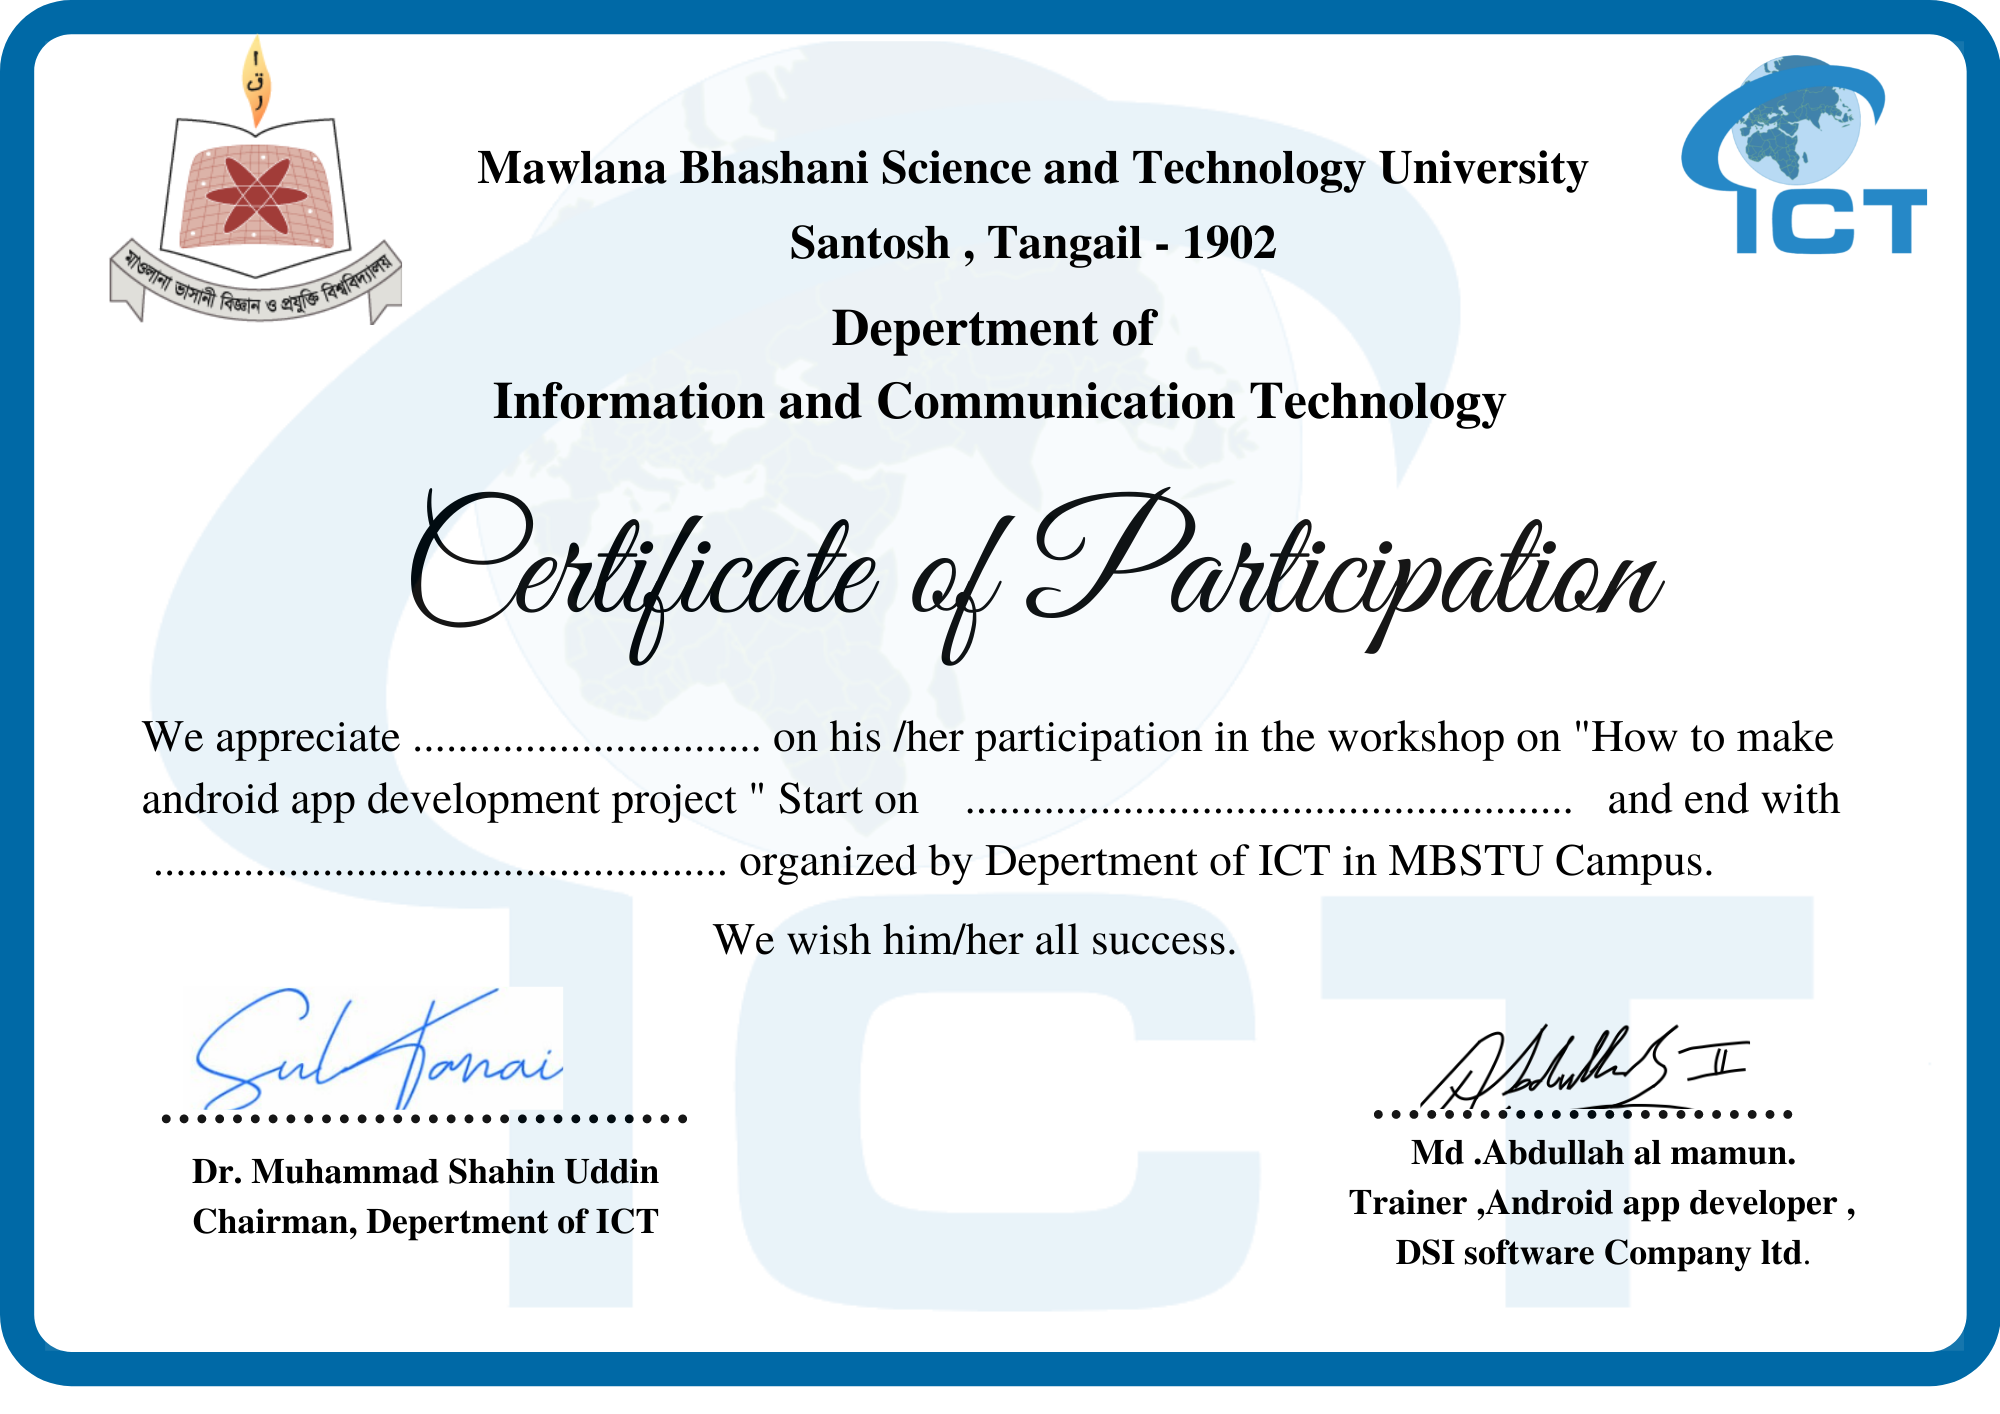 ا
ق
ر
মাওলানা ভাসানী বিজ্ঞান ও প্রযুক্তি বিশ্ববিদ্যালয়
ICT
Mawlana Bhashani Science and Technology University
Santosh , Tangail - 1902
Depertment of
Information and Communication Technology
Certificate of Participation
We appreciate ............................... on his /her participation in the workshop on "How to make
android app development project " Start on ...................................................... and end with
................................................... organized by Depertment of ICT in MBSTU Campus.
We wish him/her all success.
ICT
Dr. Muhammad Shahin Uddin
Chairman, Depertment of ICT
Md .Abdullah al mamun.
Trainer ,Android app developer ,
DSI software Company ltd.